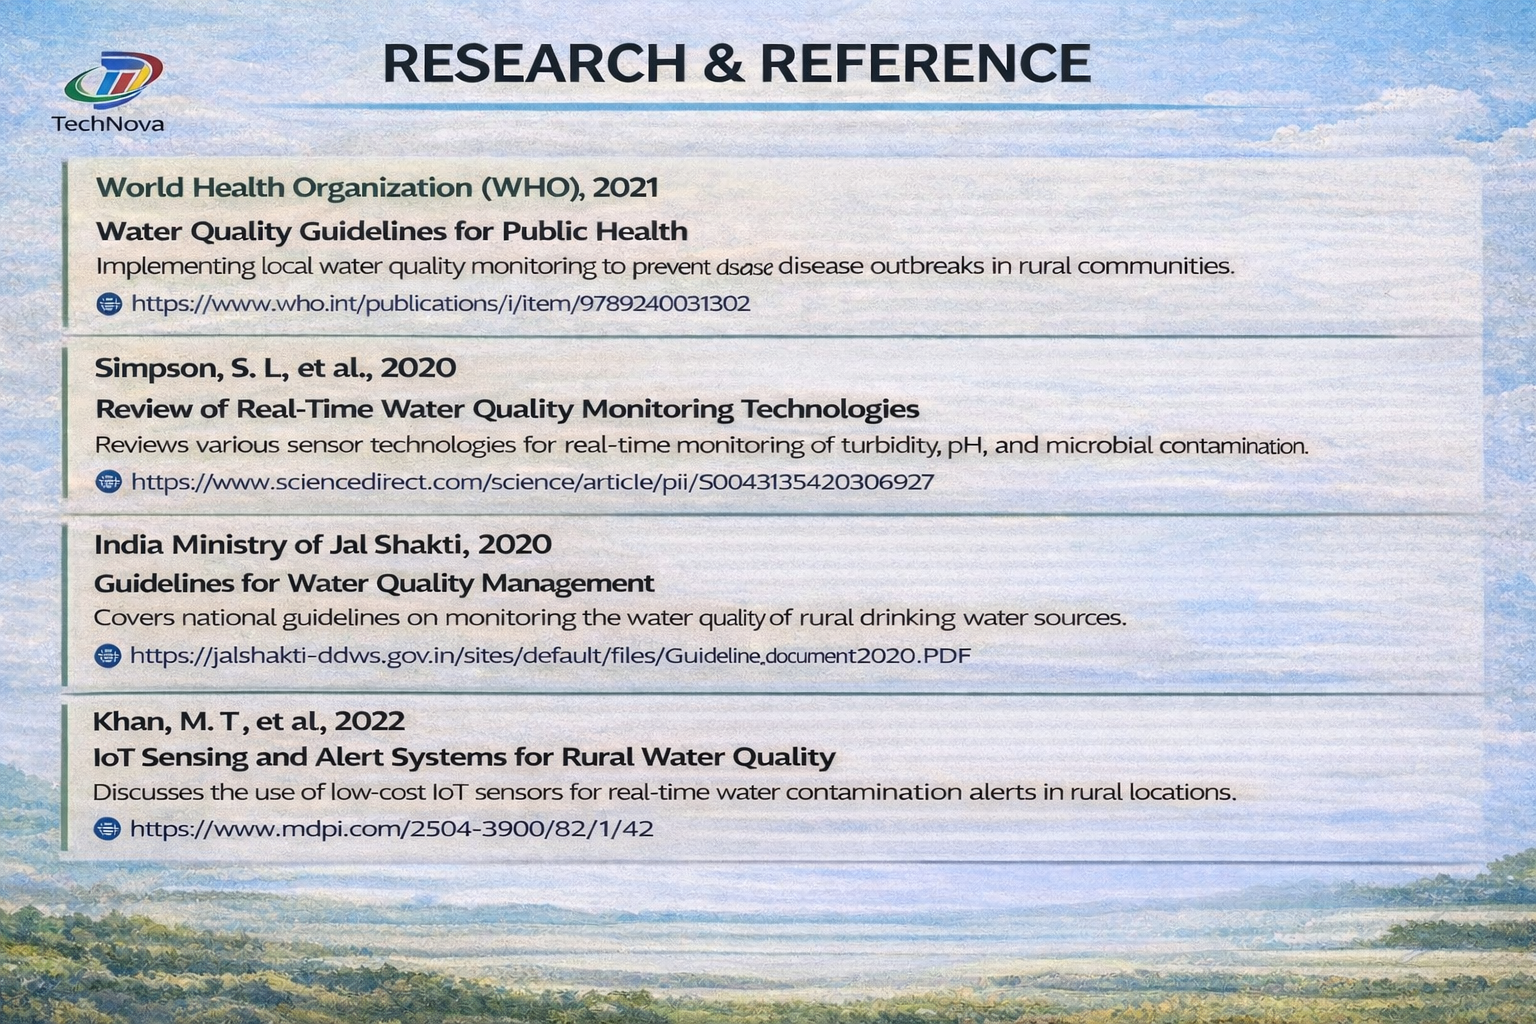 RESEARCH & REFERENCE
TechNova
World Health Organization (WHO), 2021
Water Quality Guidelines for Public Health
Implementing local water quality monitoring to prevent dsase disease outbreaks in rural communities.
https://www.who.int/publications/i/item/9789240031302
Simpson, S. L, et al., 2020
Review of Real-Time Water Quality Monitoring Technologies
Reviews various sensor technologies for real-time monitoring of turbidity, pH, and microbial contamination.
https://www.sciencedirect.com/science/article/pii/S0043135420306927
India Ministry of Jal Shakti, 2020
Guidelines for Water Quality Management
Covers national guidelines on monitoring the water quality of rural drinking water sources.
https://jalshakti-ddws.gov.in/sites/default/files/Guideline_document2020.PDF
Khan, M. T, et al, 2022
IoT Sensing and Alert Systems for Rural Water Quality
Discusses the use of low-cost IoT sensors for real-time water contamination alerts in rural locations.
https://www.mdpi.com/2504-3900/82/1/42